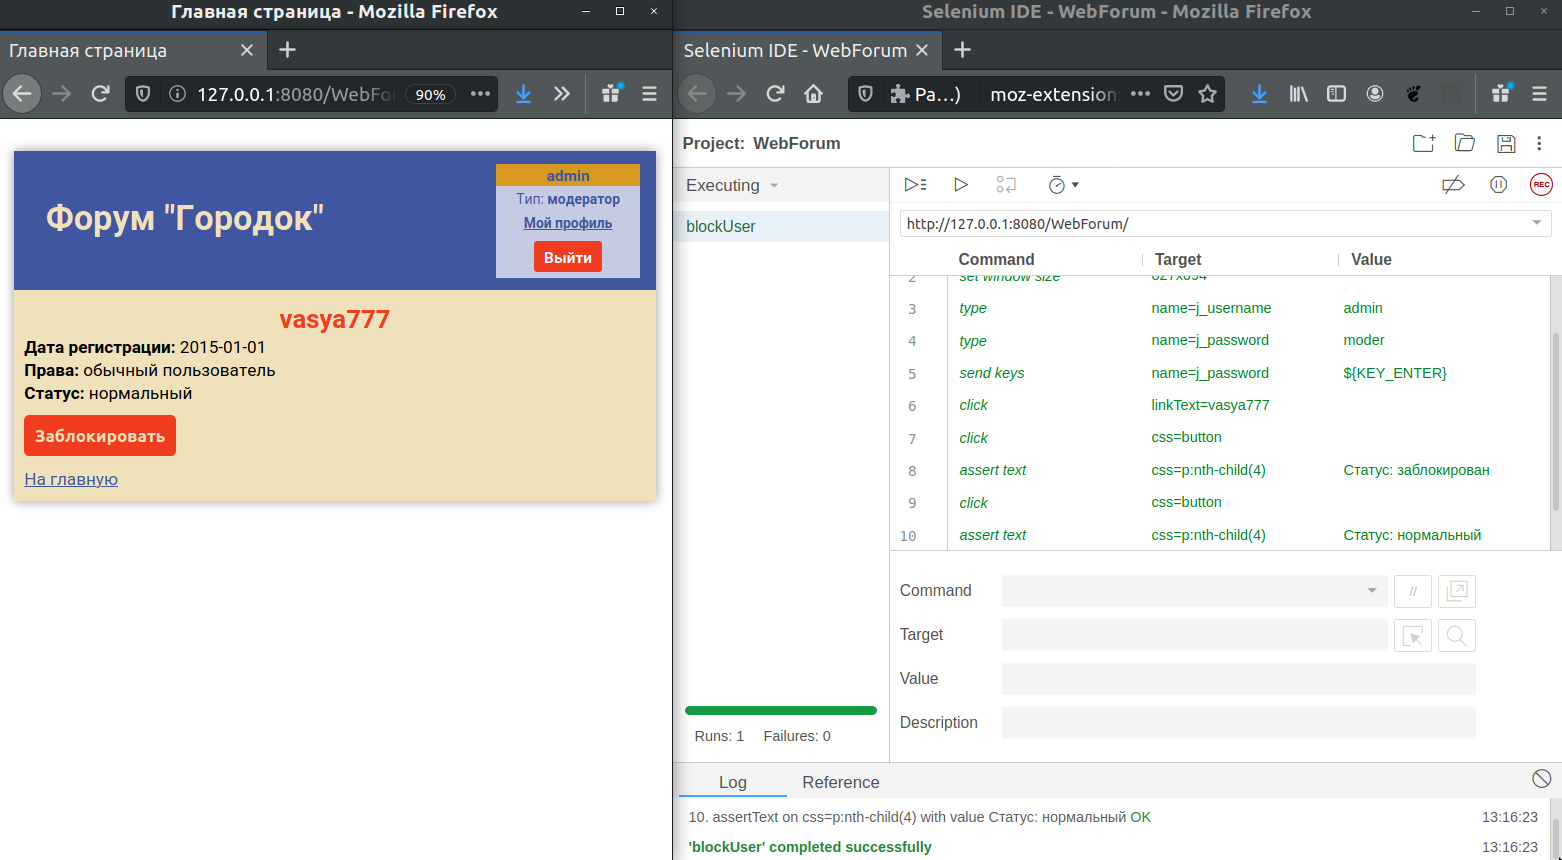 Главная страница - Mozilla Firefox
Главная страница
127.0.0.1:8080/WebFo
90%
Форум "Городок"
admin
Тип: модератор
Мой профиль
Выйти
vasya777
Дата регистрации: 2015-01-01
Права: обычный пользователь
Статус: нормальный
Заблокировать
На главную
Selenium IDE - WebForum - Mozilla Firefox
Selenium IDE - WebForum
Ра…)
moz-extension:
Project: WebForum
Executing
blockUser
Runs: 1 Failures: 0
REC
http://127.0.0.1:8080/WebForum/
Command Target Value
2 set window size 827x694
3 type name=j_username admin
4 type name=j_password moder
5 send keys name=j_password ${KEY_ENTER}
6 click linkText=vasya777
7 click css=button
8 assert text css=p:nth-child(4) Статус: заблокирован
9 click css=button
10 assert text css=p:nth-child(4) Статус: нормальный
Command
//
Target
Value
Description
Log Reference
10. assertText on css=p:nth-child(4) with value Статус: нормальный OK 13:16:23
'blockUser' completed successfully 13:16:23